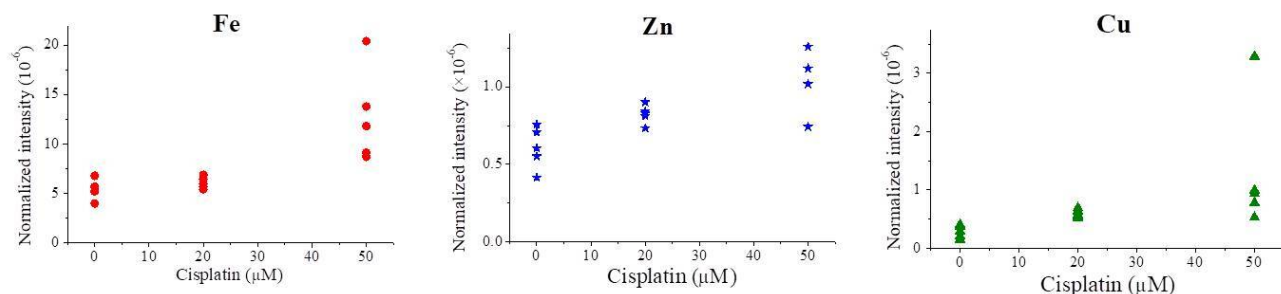 Fe
Normalized intensity (10⁻⁶)
20
15
10
5
0
0 10 20 30 40 50
Cisplatin (µM)
Zn
Normalized intensity (×10⁻⁶)
1.0
0.5
0.0
0 10 20 30 40 50
Cisplatin (µM)
Cu
Normalized intensity (10⁻⁶)
3
2
1
0
0 10 20 30 40 50
Cisplatin (µM)